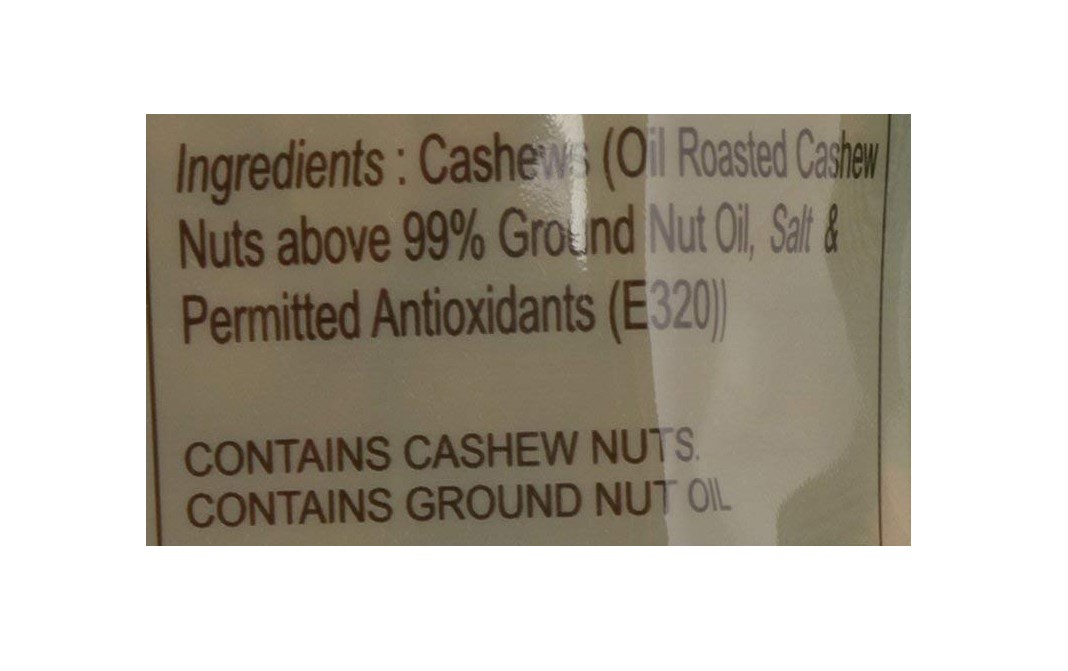 Ingredients : Cashews (Oil Roasted Cashew
Nuts above 99% Ground Nut Oil, Salt &
Permitted Antioxidants (E320))
CONTAINS CASHEW NUTS.
CONTAINS GROUND NUT OIL